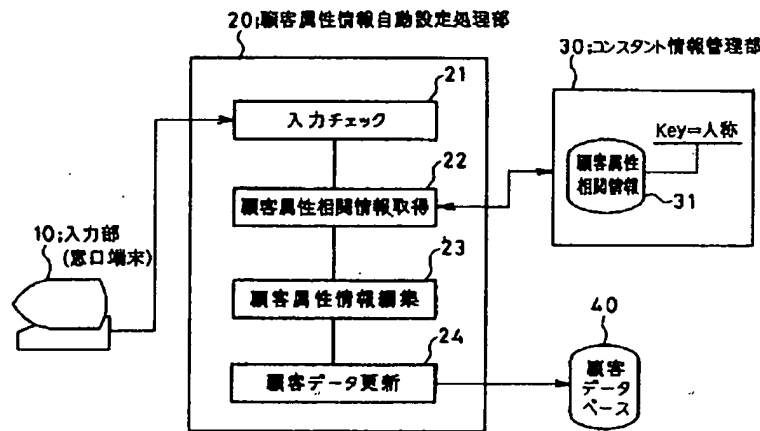 20;顧客属性情報自動設定処理部
30;コンスタント情報管理部
21
入力チェック
Key=人称
22
顧客属性相関情報取得
顧客属性
相関情報
31
10;入力部
(窓口端末)
23
顧客属性情報編集
24
顧客データ更新
40
顧客
データ
ベース